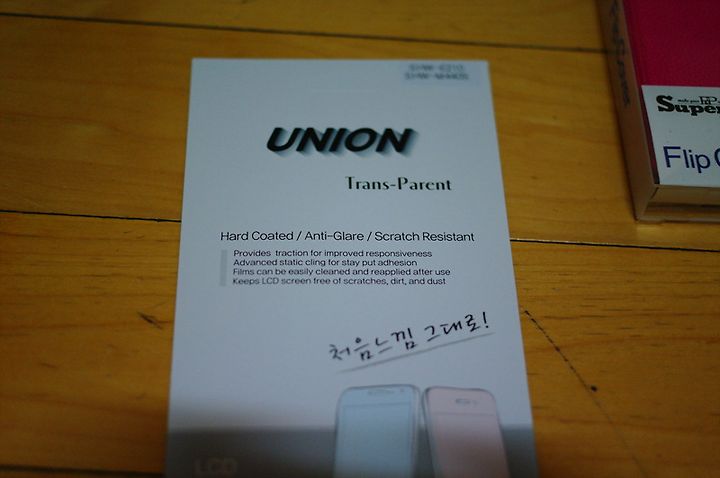 UNION
Trans-Parent
Hard Coated / Anti-Glare / Scratch Resistant
Provides traction for improved responsiveness
Advanced static cling for stay put adhesion
Films can be easily cleaned and reapplied after use
Keeps LCD screen free of scratches, dirt, and dust
처음느낌 그대로!
LCD
Super
Flip